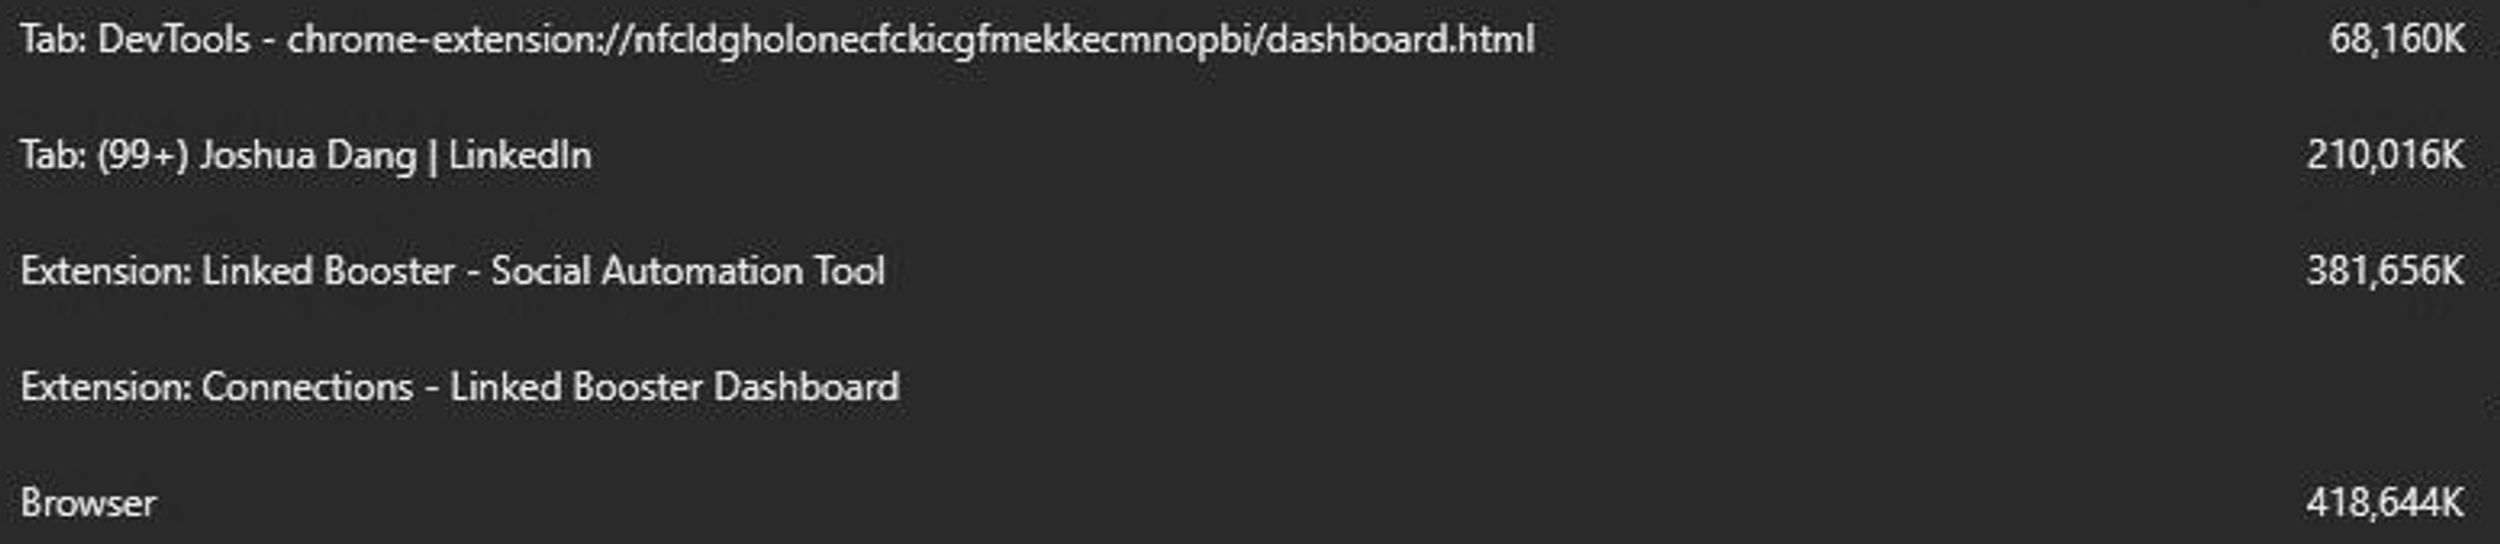 Tab: DevTools - chrome-extension://nfcldgholonecfckicgfmekkecmnopbi/dashboard.html 68,160K
Tab: (99+) Joshua Dang | LinkedIn 210,016K
Extension: Linked Booster - Social Automation Tool 381,656K
Extension: Connections - Linked Booster Dashboard
Browser 418,644K